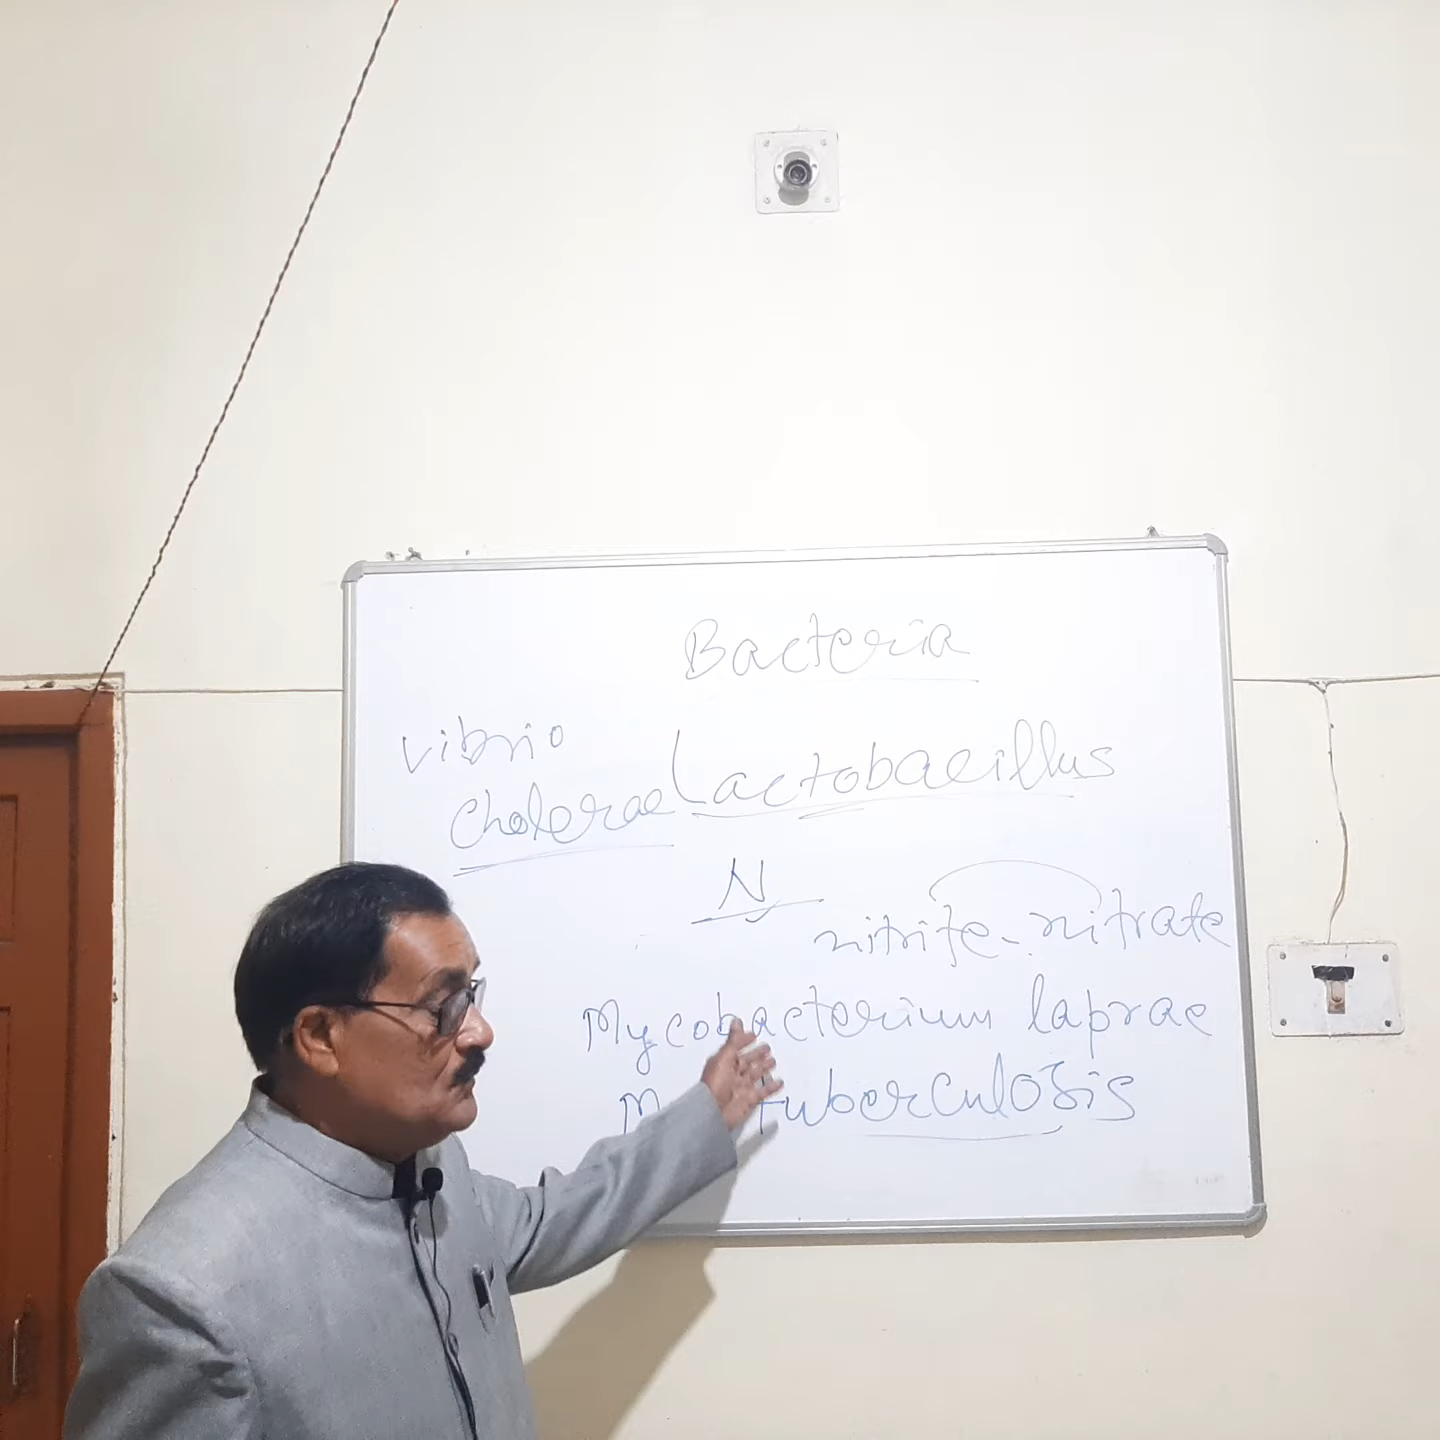 Bacteria
Vibrio
Cholerae Lactobacillus
N
nitrite - nitrate
Mycobacterium laprae
M tuberculosis